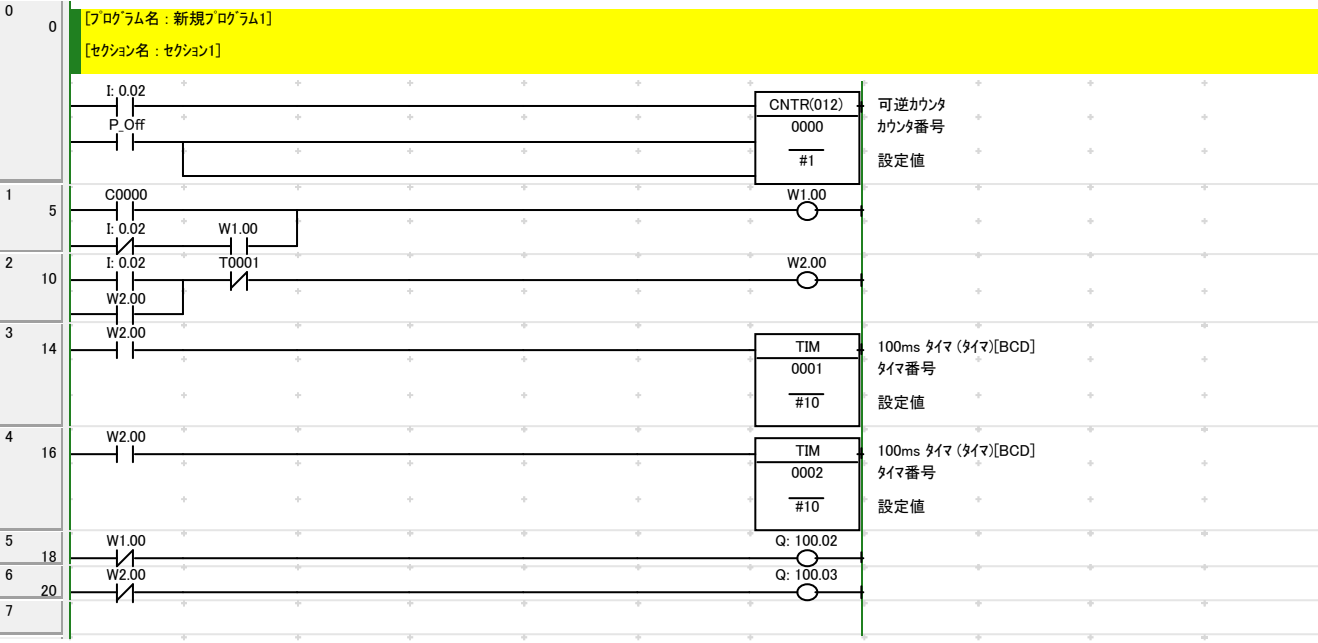 0
0
[ﾌﾟﾛｸﾞﾗﾑ名 : 新規ﾌﾟﾛｸﾞﾗﾑ1]
[ｾｸｼｮﾝ名 : ｾｸｼｮﾝ1]
I: 0.02
CNTR(012) 可逆ｶｳﾝﾀ
P_Off
0000 ｶｳﾝﾀ番号
#1 設定値
1
5
C0000 W1.00
I: 0.02 W1.00
2
10
I: 0.02 T0001 W2.00
W2.00
3
14
W2.00
TIM 100ms ﾀｲﾏ (ﾀｲﾏ)[BCD]
0001 ﾀｲﾏ番号
#10 設定値
4
16
W2.00
TIM 100ms ﾀｲﾏ (ﾀｲﾏ)[BCD]
0002 ﾀｲﾏ番号
#10 設定値
5
18
W1.00 Q: 100.02
6
20
W2.00 Q: 100.03
7